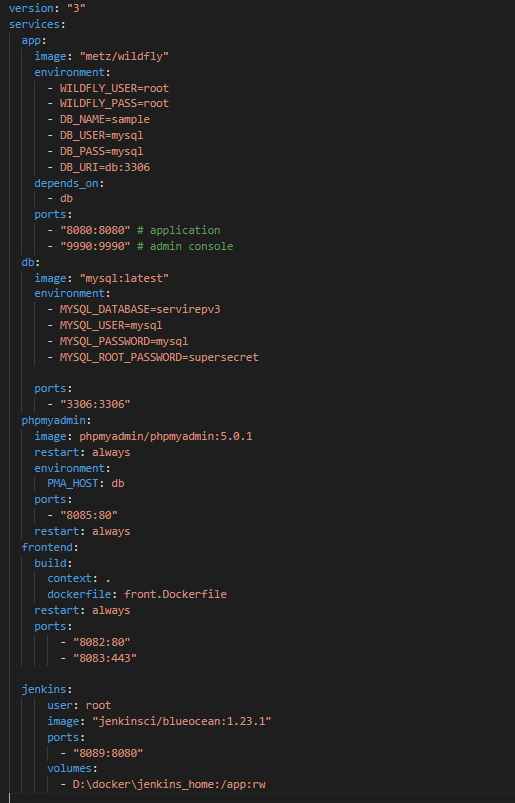 version: "3"
services:
  app:
    image: "metz/wildfly"
    environment:
      - WILDFLY_USER=root
      - WILDFLY_PASS=root
      - DB_NAME=sample
      - DB_USER=mysql
      - DB_PASS=mysql
      - DB_URI=db:3306
    depends_on:
      - db
    ports:
      - "8080:8080" # application
      - "9990:9990" # admin console
  db:
    image: "mysql:latest"
    environment:
      - MYSQL_DATABASE=servirepv3
      - MYSQL_USER=mysql
      - MYSQL_PASSWORD=mysql
      - MYSQL_ROOT_PASSWORD=supersecret

    ports:
      - "3306:3306"
  phpmyadmin:
    image: phpmyadmin/phpmyadmin:5.0.1
    restart: always
    environment:
      PMA_HOST: db
    ports:
      - "8085:80"
    restart: always
  frontend:
    build:
      context: .
      dockerfile: front.Dockerfile
    restart: always
    ports:
        - "8082:80"
        - "8083:443"

  jenkins:
      user: root
      image: "jenkinsci/blueocean:1.23.1"
      ports:
        - "8089:8080"
      volumes:
        - D:\docker\jenkins_home:/app:rw